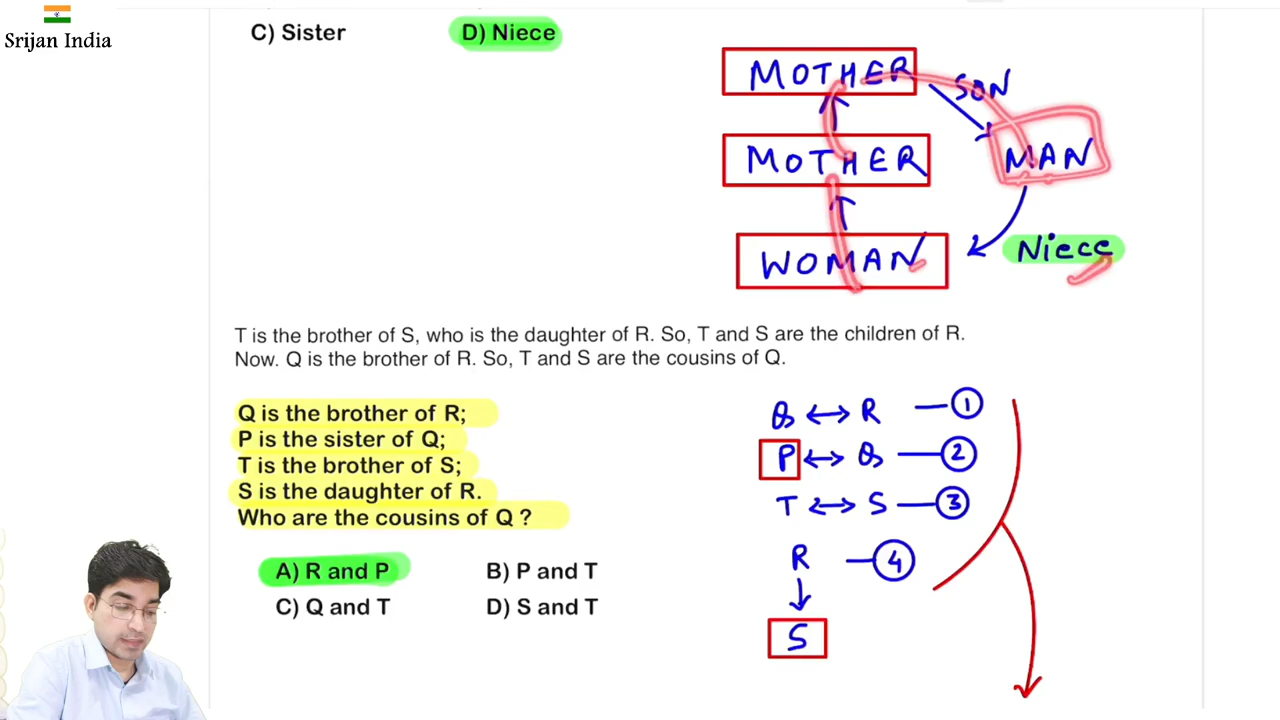 Srijan India
C) Sister
D) Niece
MOTHER
SON
MOTHER
MAN
WOMAN
Niece
T is the brother of S, who is the daughter of R. So, T and S are the children of R.
Now. Q is the brother of R. So, T and S are the cousins of Q.
Q is the brother of R;
P is the sister of Q;
T is the brother of S;
S is the daughter of R.
Who are the cousins of Q ?
A) R and P
B) P and T
C) Q and T
D) S and T
Q ↔ R — 1
P ↔ Q — 2
T ↔ S — 3
R — 4
↓
S